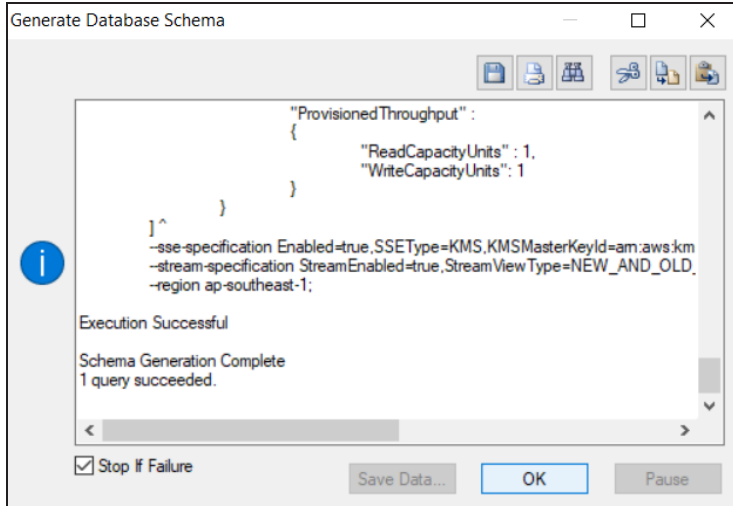 Generate Database Schema
"ProvisionedThroughput" :
{
"ReadCapacityUnits" : 1,
"WriteCapacityUnits": 1
}
}
] ^
--sse-specification Enabled=true,SSEType=KMS,KMSMasterKeyId=arn:aws:km
--stream-specification StreamEnabled=true,StreamViewType=NEW_AND_OLD_
--region ap-southeast-1;
Execution Successful
Schema Generation Complete
1 query succeeded.
Stop If Failure
Save Data...
OK
Pause